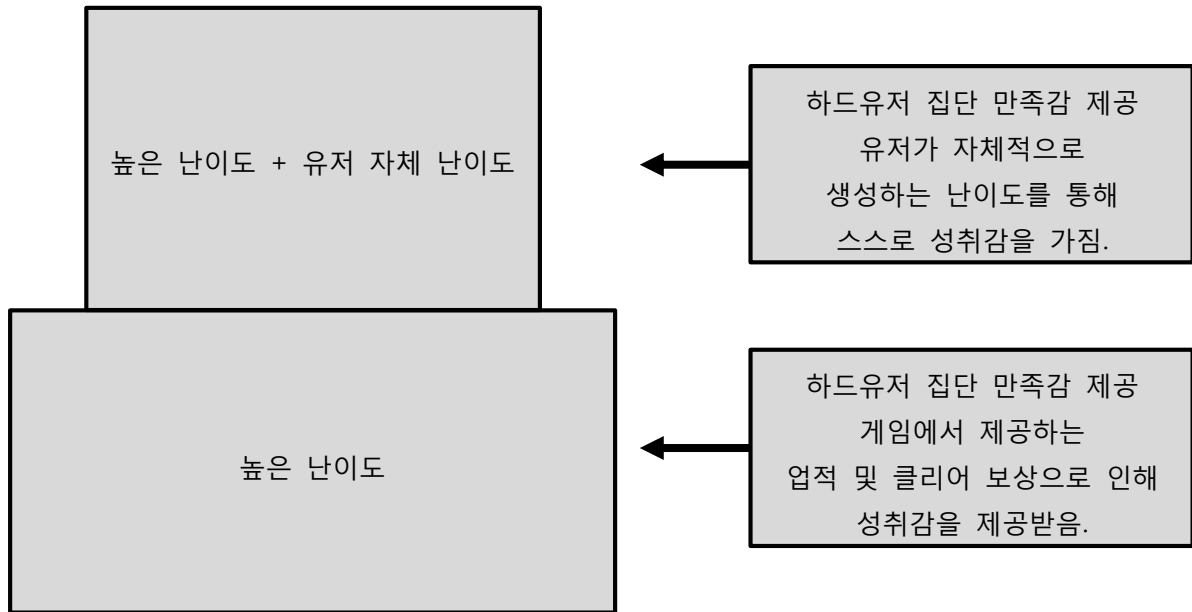 높은 난이도 + 유저 자체 난이도
하드유저 집단 만족감 제공
유저가 자체적으로
생성하는 난이도를 통해
스스로 성취감을 가짐.
높은 난이도
하드유저 집단 만족감 제공
게임에서 제공하는
업적 및 클리어 보상으로 인해
성취감을 제공받음.